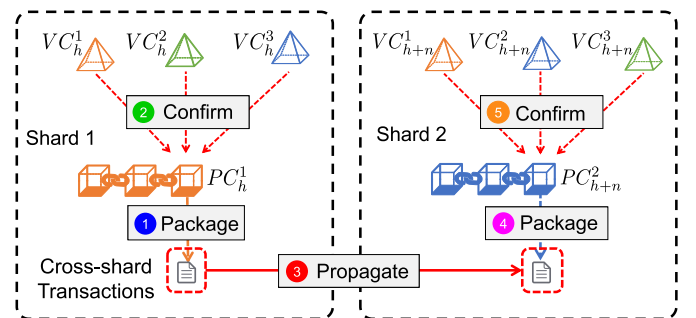 $VC_h^1$ $VC_h^2$ $VC_h^3$
2 Confirm
Shard 1
$PC_h^1$
1 Package
Cross-shard
Transactions
3 Propagate
$VC_{h+n}^1$ $VC_{h+n}^2$ $VC_{h+n}^3$
5 Confirm
Shard 2
$PC_{h+n}^2$
4 Package